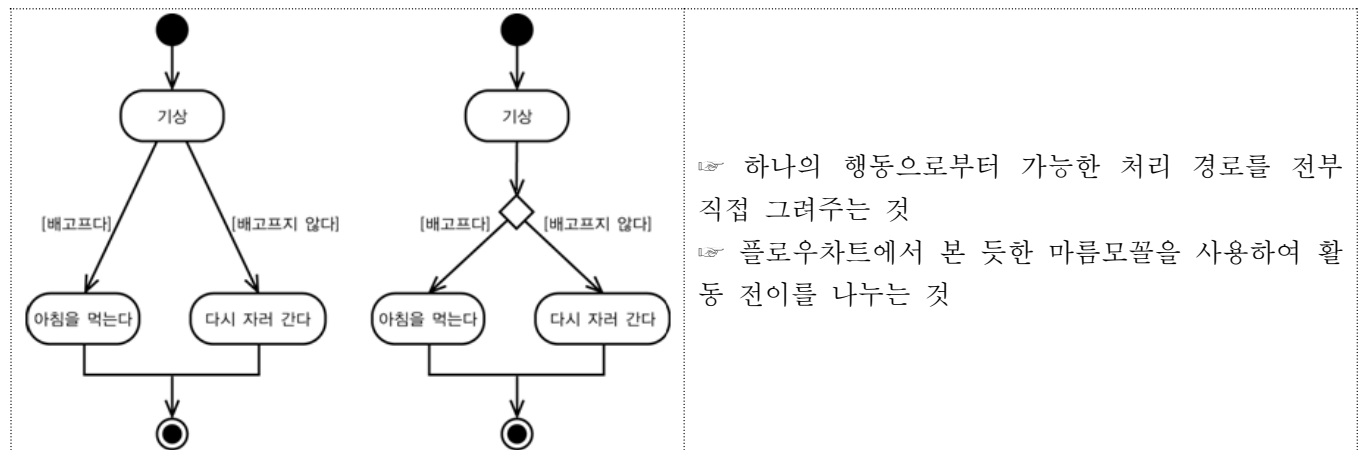 기상
[배고프다]
[배고프지 않다]
아침을 먹는다
다시 자러 간다
기상
[배고프다]
[배고프지 않다]
아침을 먹는다
다시 자러 간다
☞ 하나의 행동으로부터 가능한 처리 경로를 전부
직접 그려주는 것
☞ 플로우차트에서 본 듯한 마름모꼴을 사용하여 활
동 전이를 나누는 것